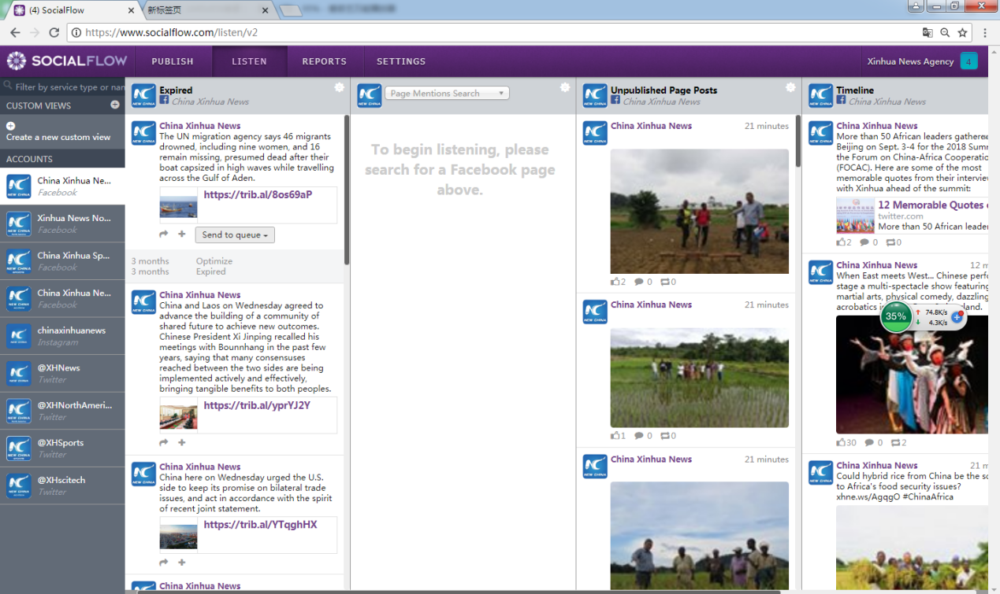 (4) SocialFlow
新标签页
https://www.socialflow.com/listen/v2
SOCIALFLOW
PUBLISH
LISTEN
REPORTS
SETTINGS
Xinhua News Agency
4
Filter by service type or nan
CUSTOM VIEWS
Create a new custom view
ACCOUNTS
China Xinhua Ne...
Facebook
Xinhua News No...
Facebook
China Xinhua Sp...
Facebook
China Xinhua Ne...
Facebook
chinaxinhuanews
Instagram
@XHNews
Twitter
@XHNorthAmeri...
Twitter
@XHSports
Twitter
@XHscitech
Twitter
NEW CHINA
Expired
China Xinhua News
China Xinhua News
The UN migration agency says 46 migrants
drowned, including nine women, and 16
remain missing, presumed dead after their
boat capsized in high waves while travelling
across the Gulf of Aden.
https://trib.al/8os69aP
Send to queue
3 months Optimize
3 months Expired
China Xinhua News
China and Laos on Wednesday agreed to
advance the building of a community of
shared future to achieve new outcomes.
Chinese President Xi Jinping recalled his
meetings with Bounnhang in the past few
years, saying that many consensuses
reached between the two sides are being
implemented actively and effectively,
bringing tangible benefits to both peoples.
https://trib.al/yprYJ2Y
China Xinhua News
China here on Wednesday urged the U.S.
side to keep its promise on bilateral trade
issues, and act in accordance with the spirit
of recent joint statement.
https://trib.al/YTqghHX
China Xinhua News
NEW CHINA
Page Mentions Search
To begin listening, please
search for a Facebook page
above.
NEW CHINA
Unpublished Page Posts
China Xinhua News
China Xinhua News 21 minutes
2 0 0
China Xinhua News 21 minutes
1 0 0
China Xinhua News 21 minutes
NEW CHINA
Timeline
China Xinhua News
China Xinhua News
More than 50 African leaders gathere
Beijing on Sept. 3-4 for the 2018 Sum
the Forum on China-Africa Cooperatio
(FOCAC). Here are some of the most
memorable quotes from their interview
with Xinhua ahead of the summit:
12 Memorable Quotes
twitter.com
More than 50 African leader
2 0 0
China Xinhua News 12 m
When East meets West... Chinese perfo
stage a multi-spectacle show featuring
martial arts, physical comedy, dazzling
acrobatics
35%
74.8K/s
4.3K/s
30 0 2
China Xinhua News 21 m
Could hybrid rice from China be the so
to Africa's food security issues?
xhne.ws/AgqgO #ChinaAfrica